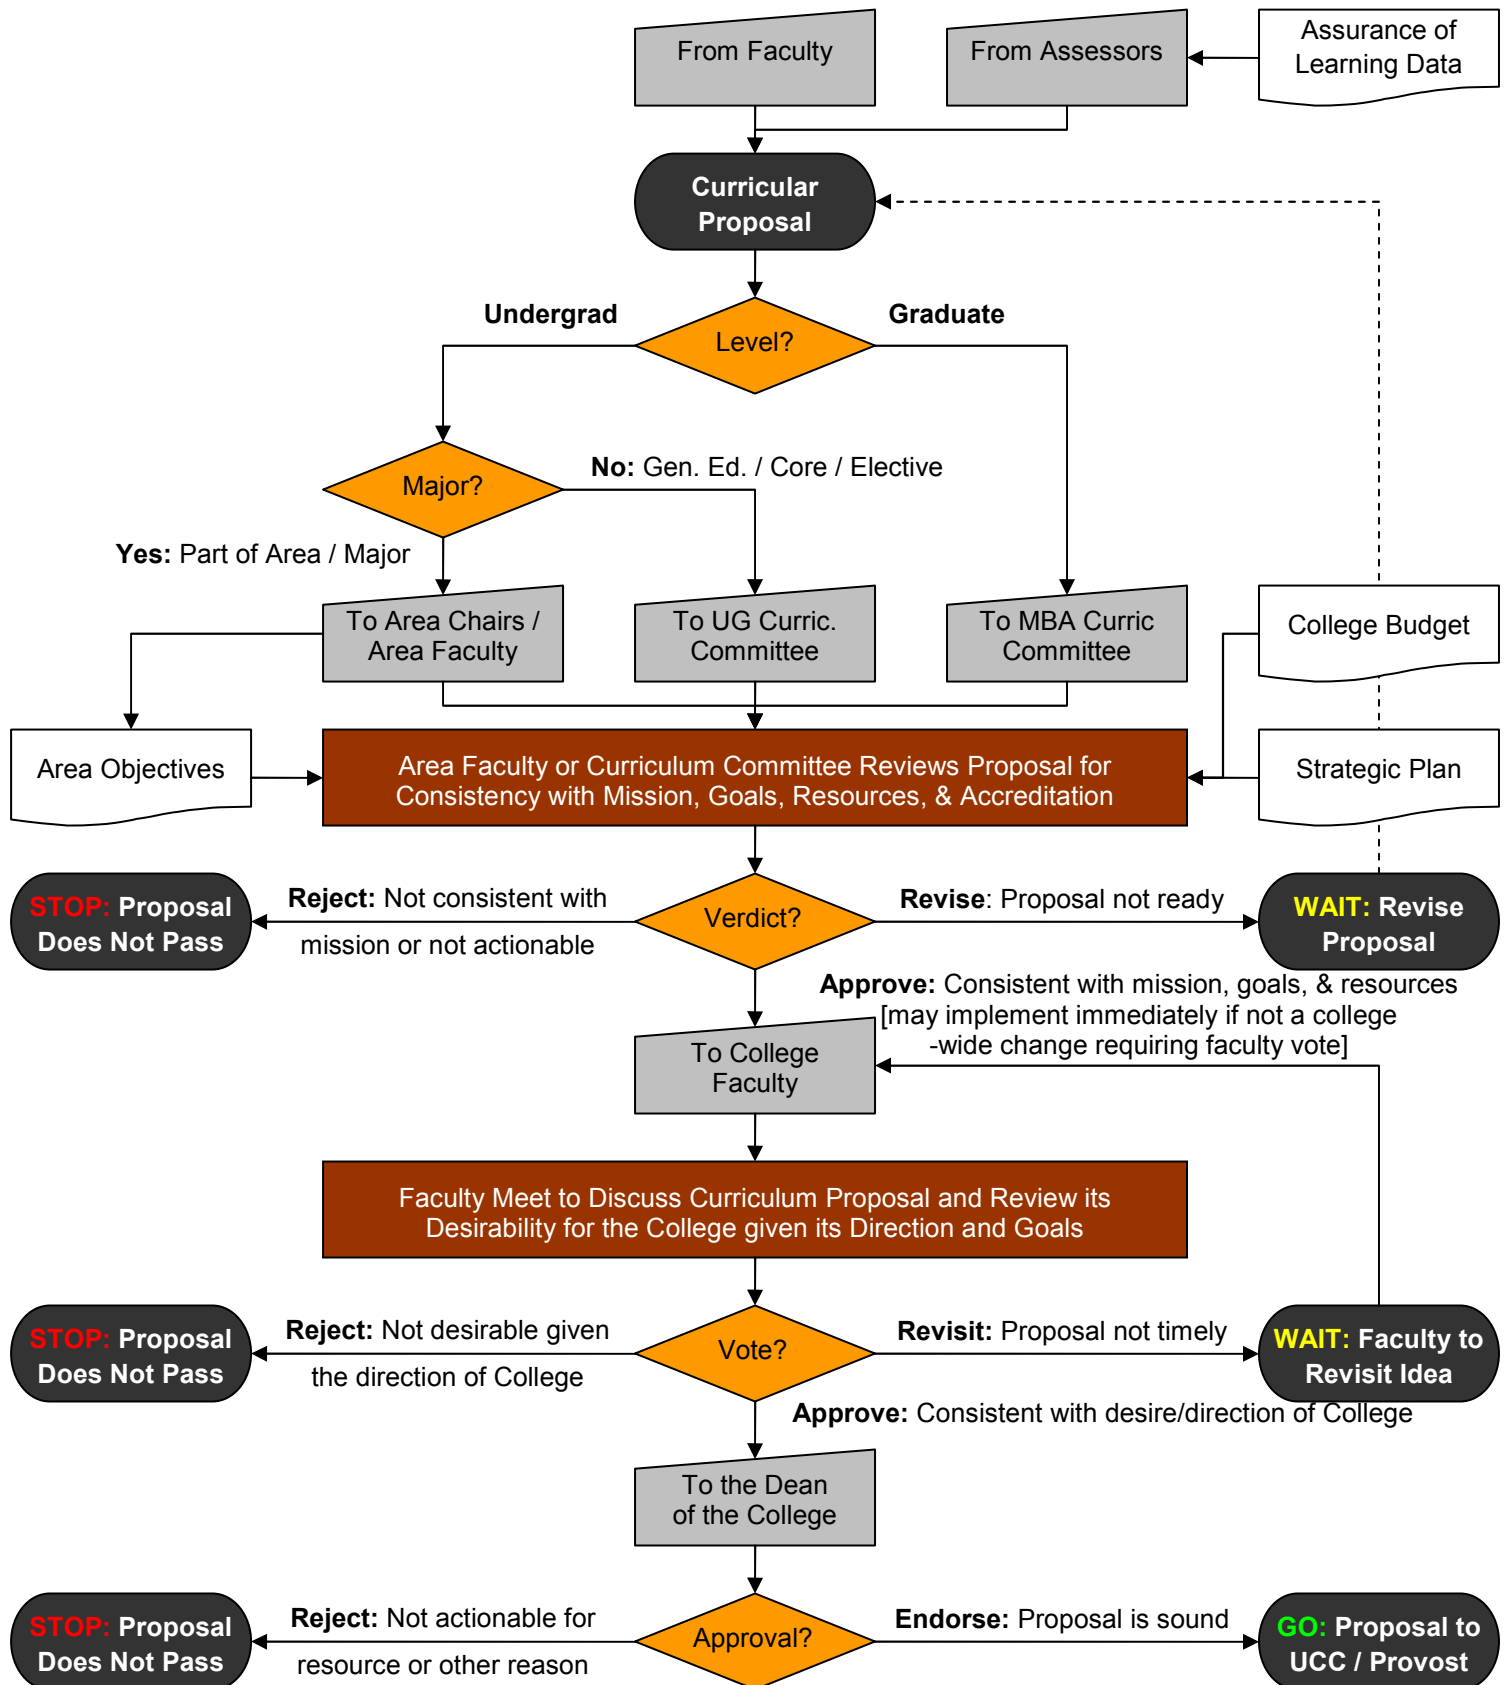 From Faculty
From Assessors
Assurance of
Learning Data
Curricular
Proposal
Undergrad
Graduate
Level?
No: Gen. Ed. / Core / Elective
Major?
Yes: Part of Area / Major
To Area Chairs /
Area Faculty
To UG Curric.
Committee
To MBA Curric
Committee
College Budget
Area Objectives
Area Faculty or Curriculum Committee Reviews Proposal for
Consistency with Mission, Goals, Resources, & Accreditation
Strategic Plan
STOP: Proposal
Does Not Pass
Reject: Not consistent with
mission or not actionable
Verdict?
Revise: Proposal not ready
WAIT: Revise
Proposal
Approve: Consistent with mission, goals, & resources
[may implement immediately if not a college
-wide change requiring faculty vote]
To College
Faculty
Faculty Meet to Discuss Curriculum Proposal and Review its
Desirability for the College given its Direction and Goals
STOP: Proposal
Does Not Pass
Reject: Not desirable given
the direction of College
Vote?
Revisit: Proposal not timely
WAIT: Faculty to
Revisit Idea
Approve: Consistent with desire/direction of College
To the Dean
of the College
STOP: Proposal
Does Not Pass
Reject: Not actionable for
resource or other reason
Approval?
Endorse: Proposal is sound
GO: Proposal to
UCC / Provost